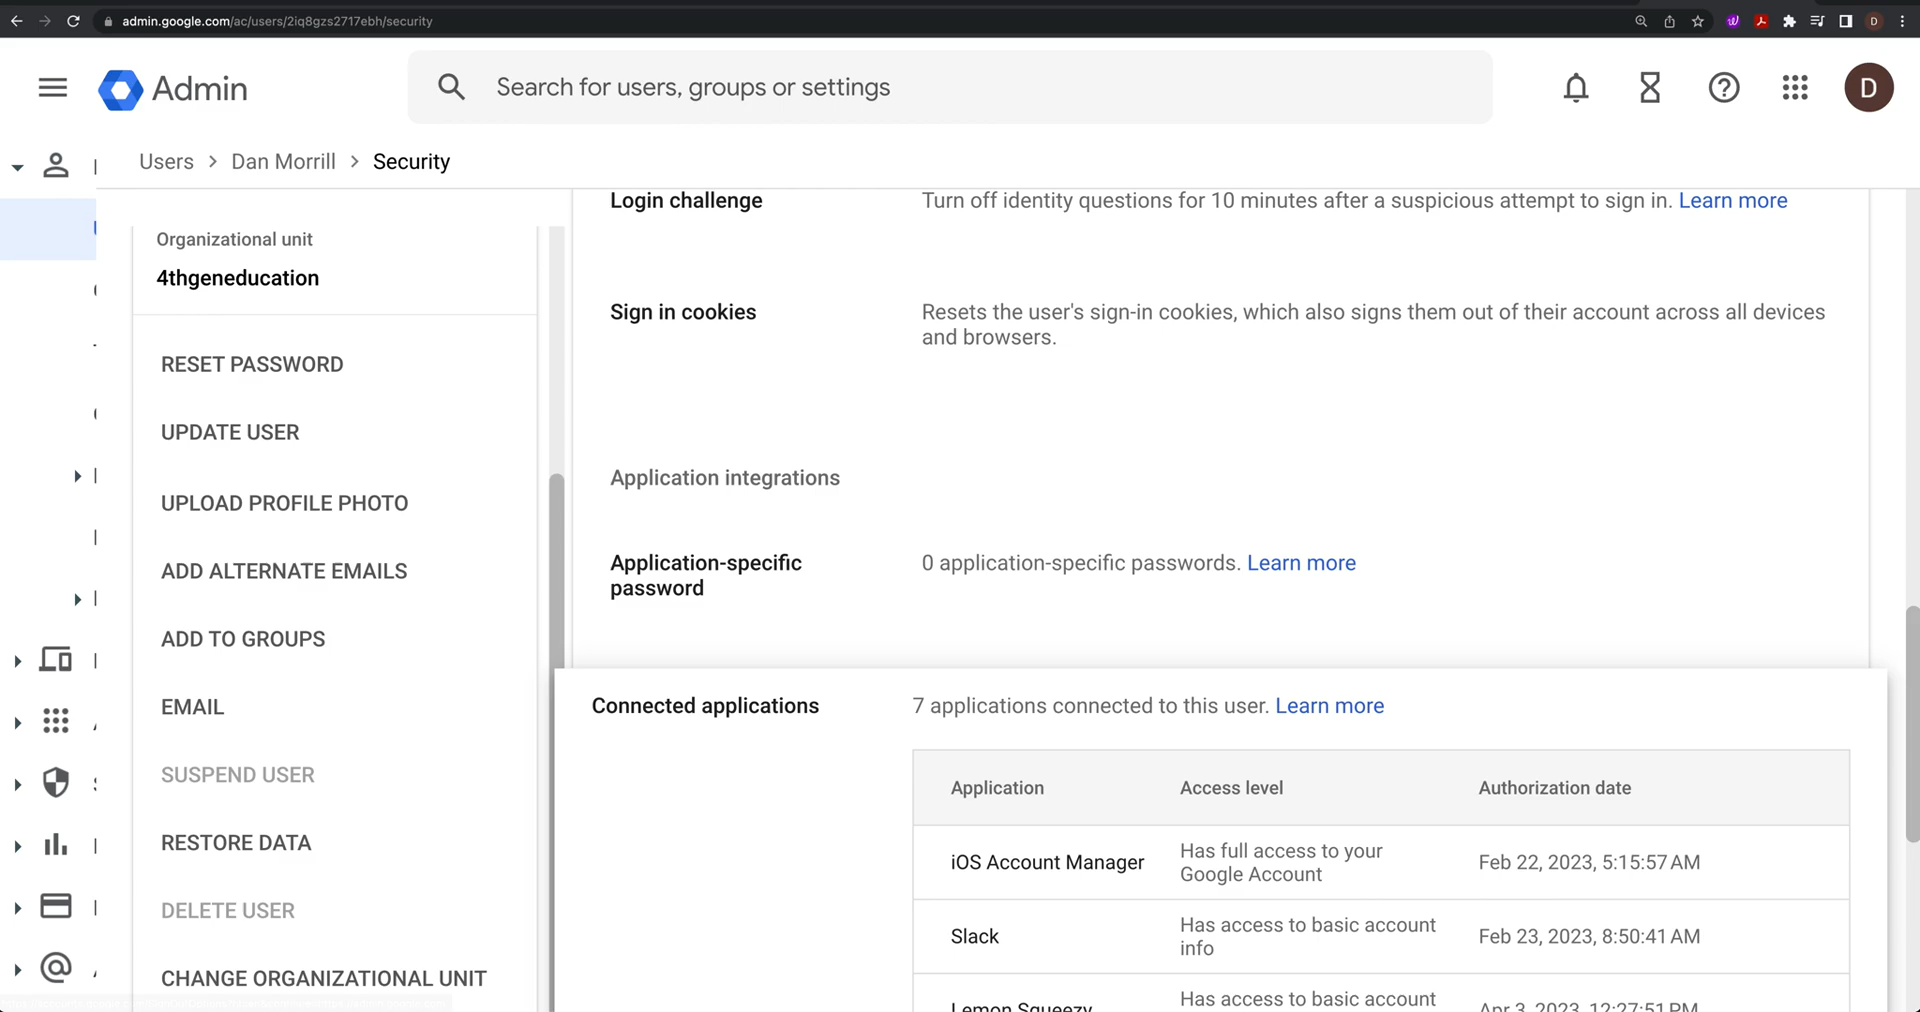 admin.google.com/ac/users/2iq8gzs2717ebh/security
D
Admin
Search for users, groups or settings
D
Users > Dan Morrill > Security
Organizational unit
4thgeneducation
RESET PASSWORD
UPDATE USER
UPLOAD PROFILE PHOTO
ADD ALTERNATE EMAILS
ADD TO GROUPS
EMAIL
SUSPEND USER
RESTORE DATA
DELETE USER
CHANGE ORGANIZATIONAL UNIT
Login challenge
Turn off identity questions for 10 minutes after a suspicious attempt to sign in. Learn more
Sign in cookies
Resets the user's sign-in cookies, which also signs them out of their account across all devices
and browsers.
Application integrations
Application-specific
password
0 application-specific passwords. Learn more
Connected applications
7 applications connected to this user. Learn more
Application Access level Authorization date
iOS Account Manager
Has full access to your
Google Account
Feb 22, 2023, 5:15:57 AM
Slack
Has access to basic account
info
Feb 23, 2023, 8:50:41 AM
Lemon Squeezy
Has access to basic account
Apr 3, 2023, 12:27:51 PM